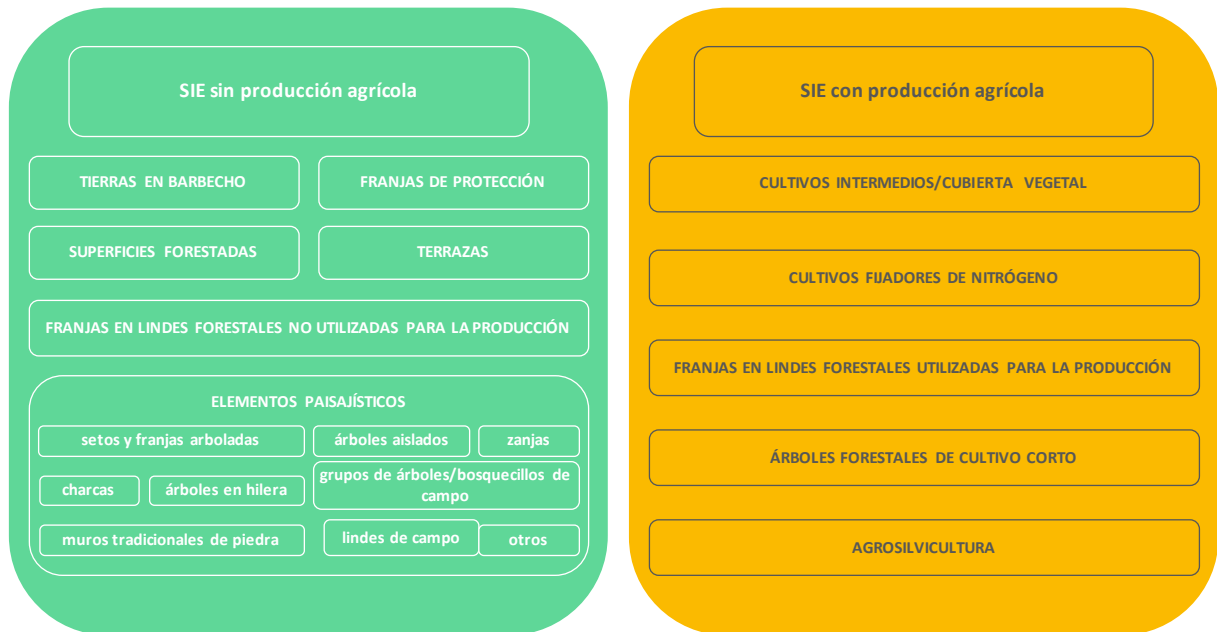 SIE sin producción agrícola
TIERRAS EN BARBECHO
FRANJAS DE PROTECCIÓN
SUPERFICIES FORESTADAS
TERRAZAS
FRANJAS EN LINDES FORESTALES NO UTILIZADAS PARA LA PRODUCCIÓN
ELEMENTOS PAISAJÍSTICOS
setos y franjas arboladas
árboles aislados
zanjas
charcas
árboles en hilera
grupos de árboles/bosquecillos de
campo
muros tradicionales de piedra
lindes de campo
otros
SIE con producción agrícola
CULTIVOS INTERMEDIOS/CUBIERTA VEGETAL
CULTIVOS FIJADORES DE NITRÓGENO
FRANJAS EN LINDES FORESTALES UTILIZADAS PARA LA PRODUCCIÓN
ÁRBOLES FORESTALES DE CULTIVO CORTO
AGROSILVICULTURA